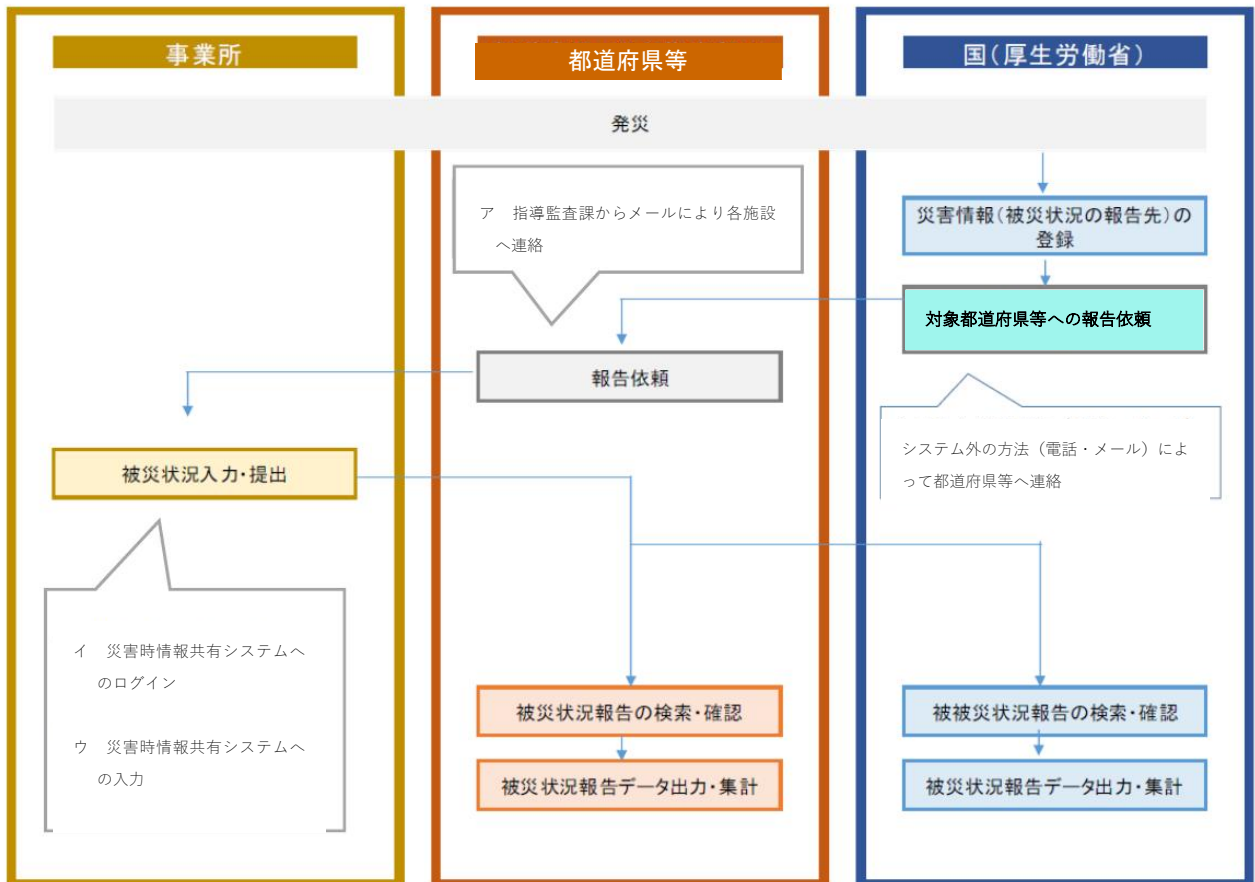 事業所
都道府県等
国(厚生労働省)
発災
ア　指導監査課からメールにより各施設
へ連絡
災害情報(被災状況の報告先)の
登録
対象都道府県等への報告依頼
報告依頼
システム外の方法（電話・メール）によ
って都道府県等へ連絡
被災状況入力・提出
イ　災害時情報共有システムへ
のログイン
ウ　災害時情報共有システムへ
の入力
被災状況報告の検索・確認
被災状況報告データ出力・集計
被被災状況報告の検索・確認
被災状況報告データ出力・集計